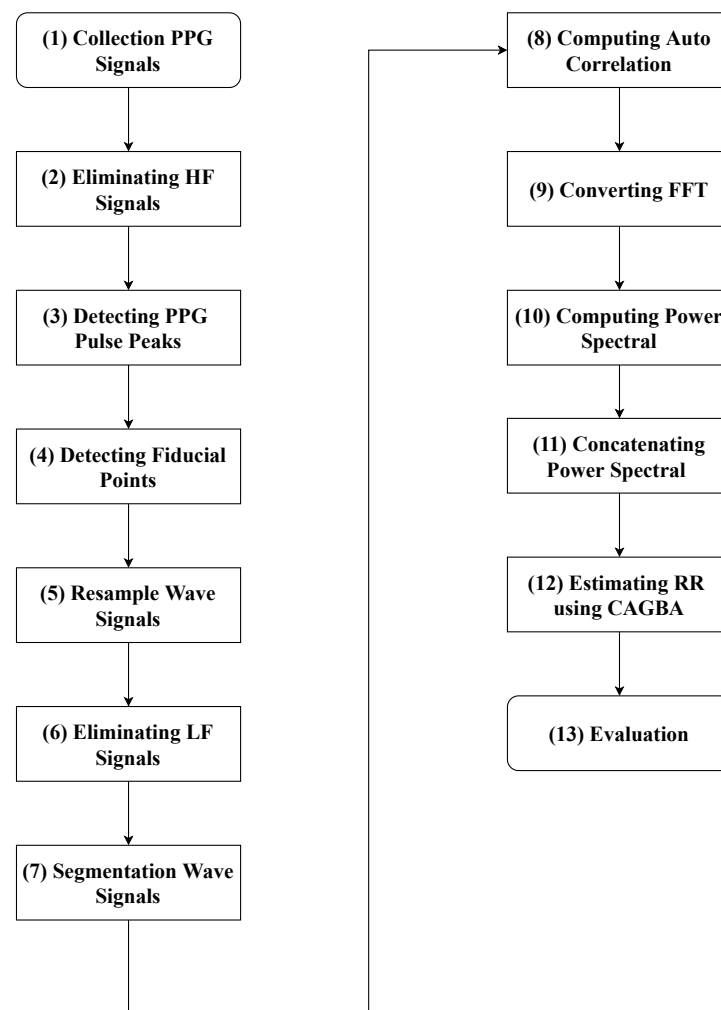 (1) Collection PPG
Signals
(2) Eliminating HF
Signals
(3) Detecting PPG
Pulse Peaks
(4) Detecting Fiducial
Points
(5) Resample Wave
Signals
(6) Eliminating LF
Signals
(7) Segmentation Wave
Signals
(8) Computing Auto
Correlation
(9) Converting FFT
(10) Computing Power
Spectral
(11) Concatenating
Power Spectral
(12) Estimating RR
using CAGBA
(13) Evaluation